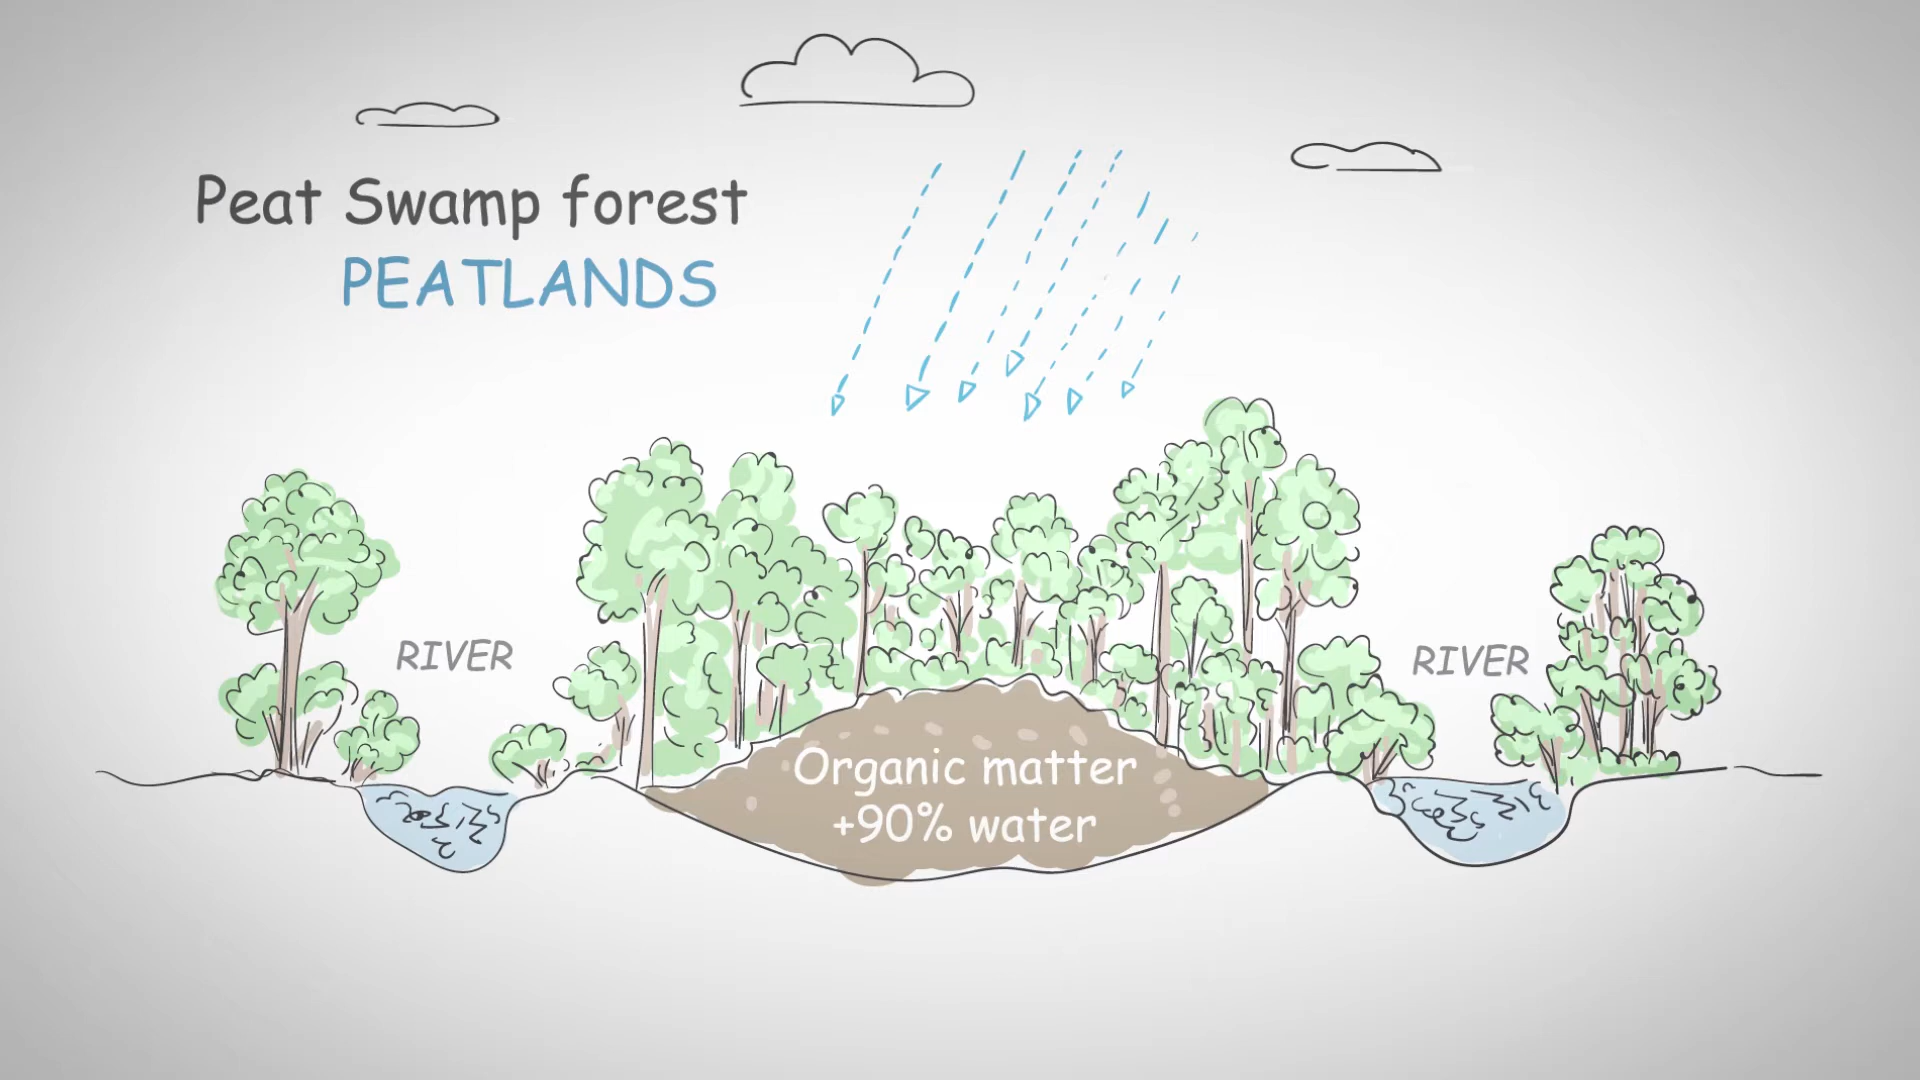 Peat Swamp forest
PEATLANDS
RIVER
RIVER
Organic matter
+90% water